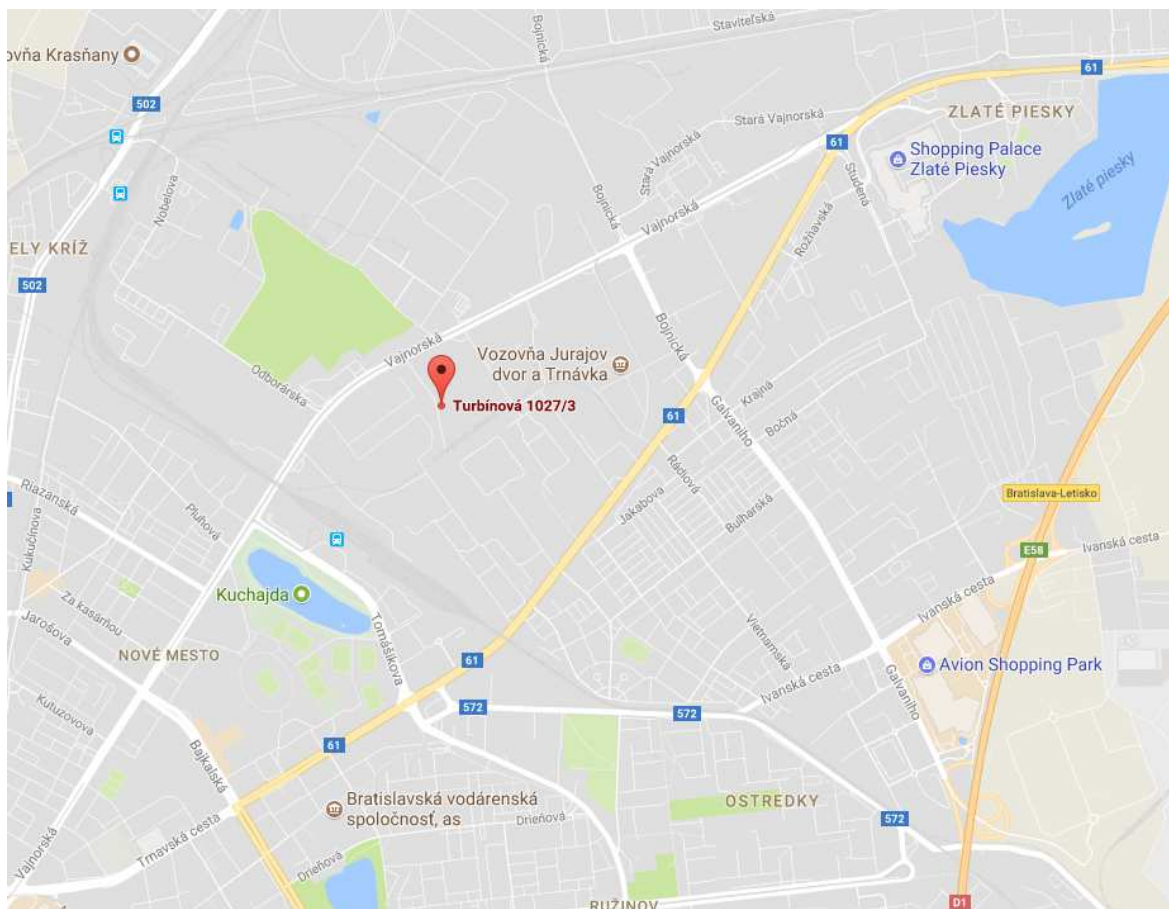 Staviteľská
Bojnická
ovňa Krasňany
61
502
Stará Vajnorská
ZLATÉ PIESKY
61
Shopping Palace
Zlaté Piesky
Zlaté piesky
Stará Vajnorská
Studená
Nobelova
Bojnická
Vajnorská
Rožňavská
ELY KRÍŽ
502
Vajnorská
Bojnická
Vozovňa Jurajov
dvor a Trnávka
Odborárska
Turbínová 1027/3
61
Krajná
Galvaniho
Bočná
Rádlová
Riazanská
Pluhová
Jakabova
Bulharská
Bratislava-Letisko
Kukučínova
E58
Ivanská cesta
Kuchajda
Za kasárňou
Ivanská cesta
Jarošova
Tomášikova
Vietnamská
NOVÉ MESTO
61
Avion Shopping Park
Ivanská cesta
Galvaniho
Kutuzovova
572
572
Bajkalská
61
Bratislavská vodárenská
spoločnosť, as
OSTREDKY
Drieňová
572
Vajnorská
Trnavská cesta
Drieňová
RUŽINOV
D1